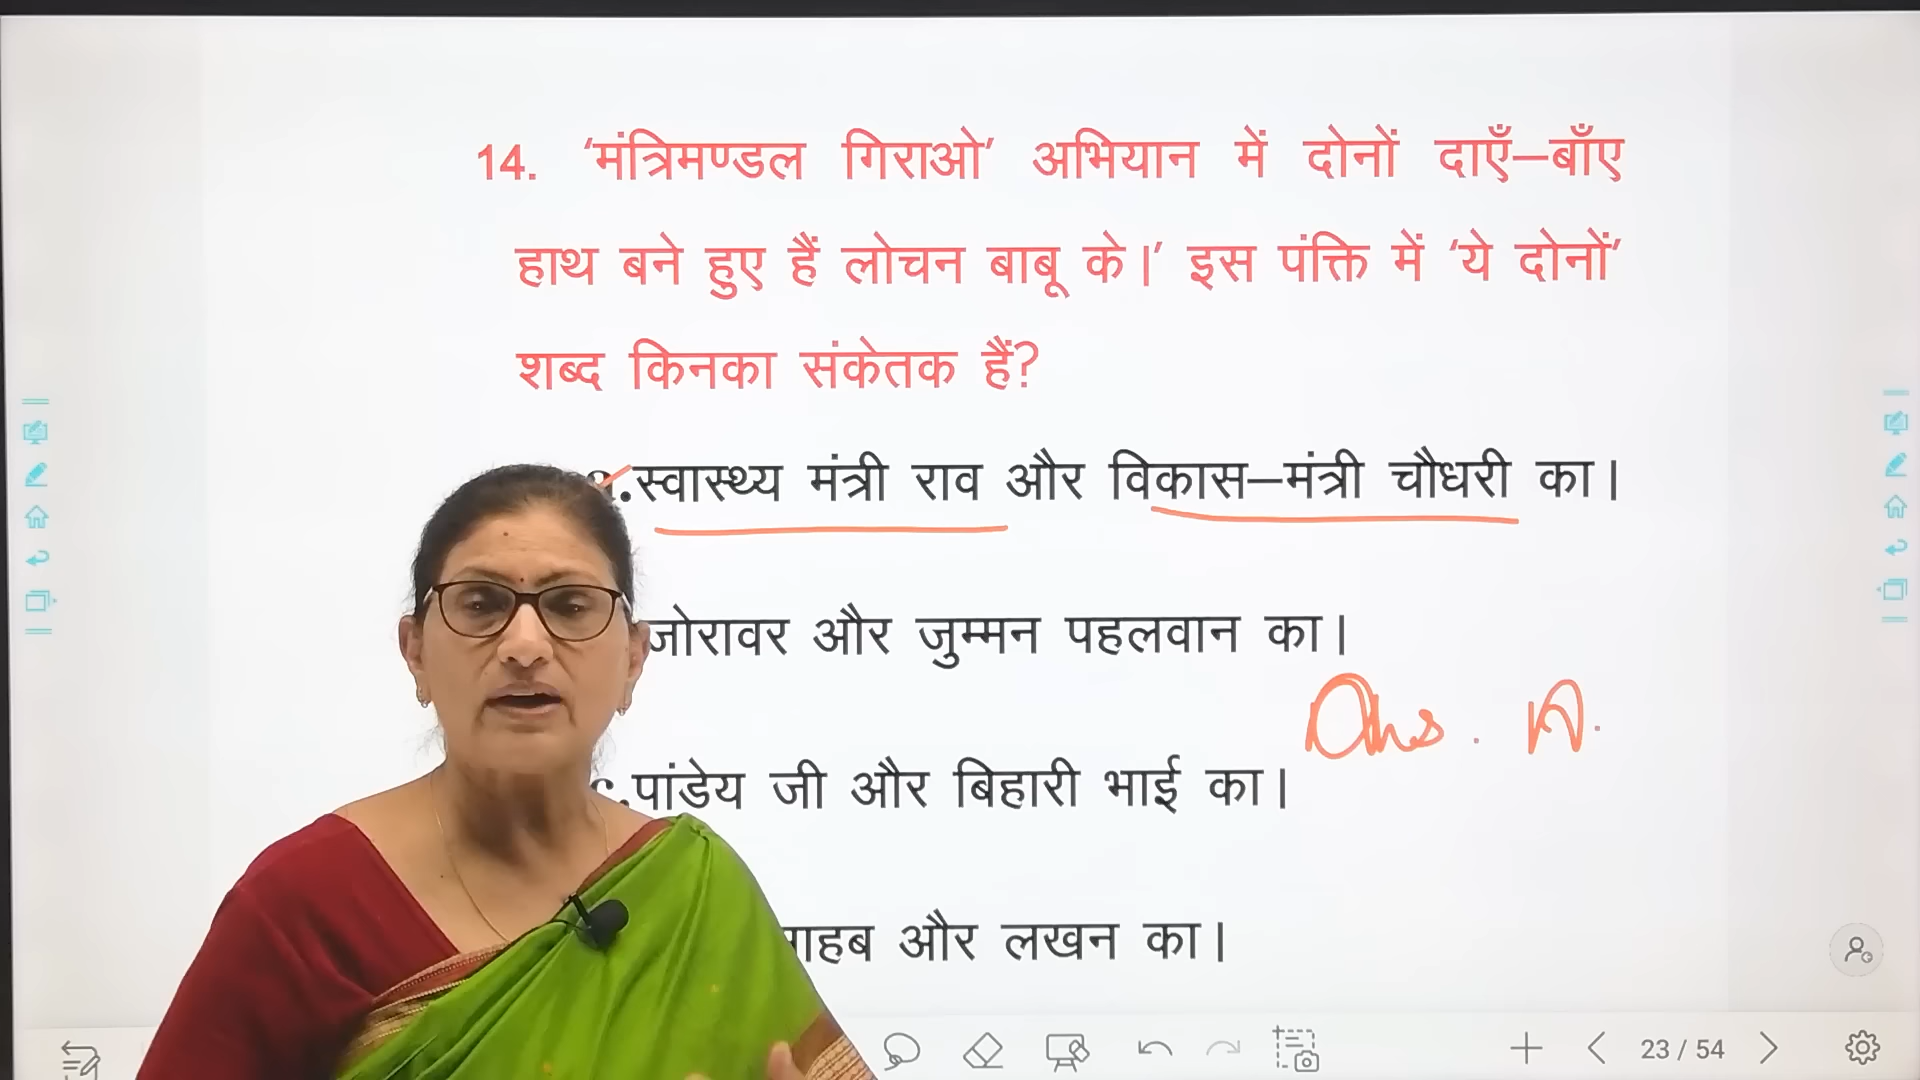 14. ‘मंत्रिमण्डल गिराओ’ अभियान में दोनों दाएँ–बाँए
हाथ बने हुए हैं लोचन बाबू के।’ इस पंक्ति में ‘ये दोनों’
शब्द किनका संकेतक हैं?
a.स्वास्थ्य मंत्री राव और विकास–मंत्री चौधरी का।
जोरावर और जुम्मन पहलवान का।
Ans. A.
c.पांडेय जी और बिहारी भाई का।
और लखन का।
23 / 54